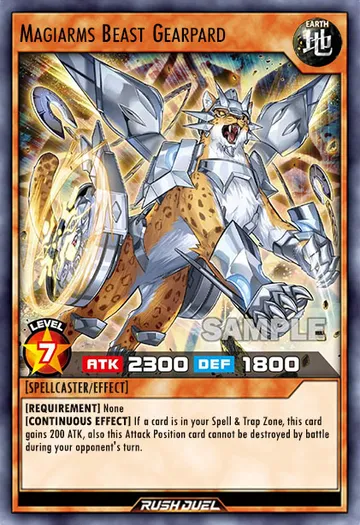 MAGIARMS BEAST GEARPARD
EARTH
地
SAMPLE
LEVEL
7
ATK 2300 DEF 1800
[SPELLCASTER/EFFECT]
[REQUIREMENT] None
[CONTINUOUS EFFECT] If a card is in your Spell & Trap Zone, this card
gains 200 ATK, also this Attack Position card cannot be destroyed by battle
during your opponent's turn.
RUSH DUEL